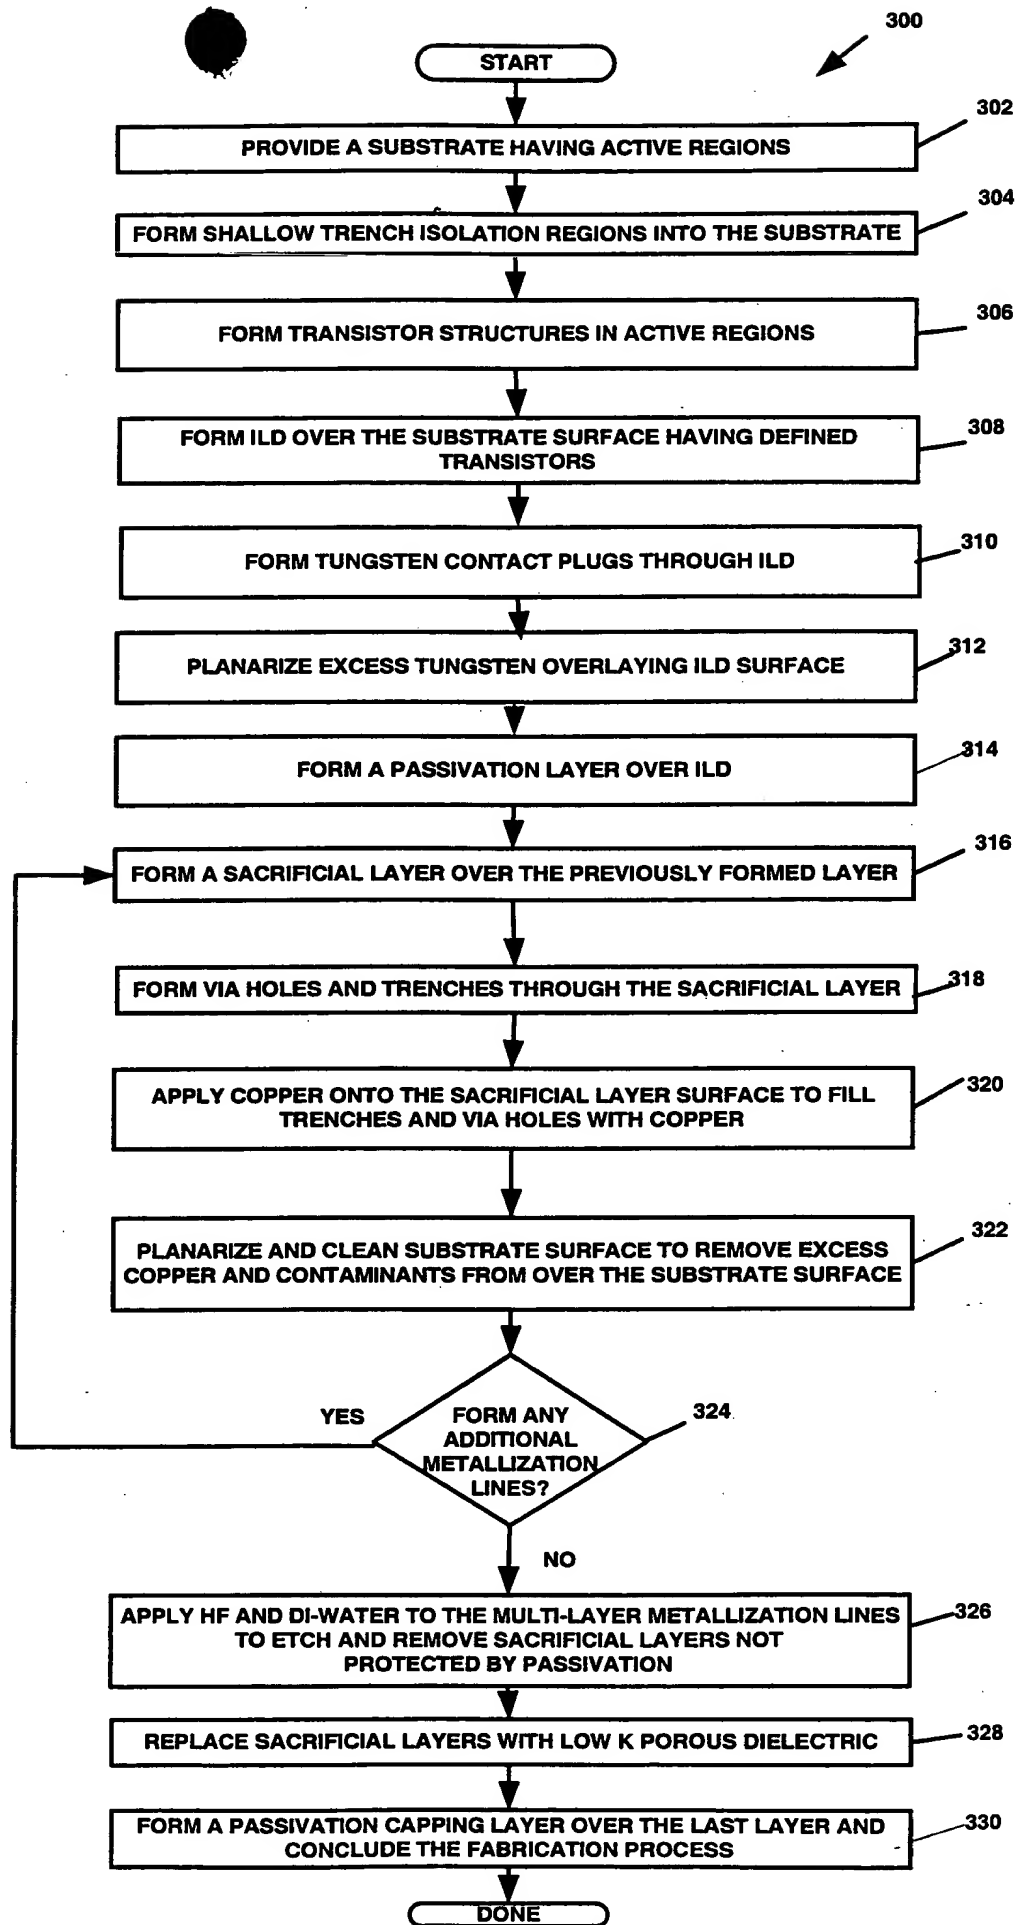 300
START
302
PROVIDE A SUBSTRATE HAVING ACTIVE REGIONS
304
FORM SHALLOW TRENCH ISOLATION REGIONS INTO THE SUBSTRATE
306
FORM TRANSISTOR STRUCTURES IN ACTIVE REGIONS
308
FORM ILD OVER THE SUBSTRATE SURFACE HAVING DEFINED
TRANSISTORS
310
FORM TUNGSTEN CONTACT PLUGS THROUGH ILD
312
PLANARIZE EXCESS TUNGSTEN OVERLAYING ILD SURFACE
314
FORM A PASSIVATION LAYER OVER ILD
316
FORM A SACRIFICIAL LAYER OVER THE PREVIOUSLY FORMED LAYER
318
FORM VIA HOLES AND TRENCHES THROUGH THE SACRIFICIAL LAYER
320
APPLY COPPER ONTO THE SACRIFICIAL LAYER SURFACE TO FILL
TRENCHES AND VIA HOLES WITH COPPER
322
PLANARIZE AND CLEAN SUBSTRATE SURFACE TO REMOVE EXCESS
COPPER AND CONTAMINANTS FROM OVER THE SUBSTRATE SURFACE
324
YES
FORM ANY
ADDITIONAL
METALLIZATION
LINES?
NO
326
APPLY HF AND DI-WATER TO THE MULTI-LAYER METALLIZATION LINES
TO ETCH AND REMOVE SACRIFICIAL LAYERS NOT
PROTECTED BY PASSIVATION
328
REPLACE SACRIFICIAL LAYERS WITH LOW K POROUS DIELECTRIC
330
FORM A PASSIVATION CAPPING LAYER OVER THE LAST LAYER AND
CONCLUDE THE FABRICATION PROCESS
DONE